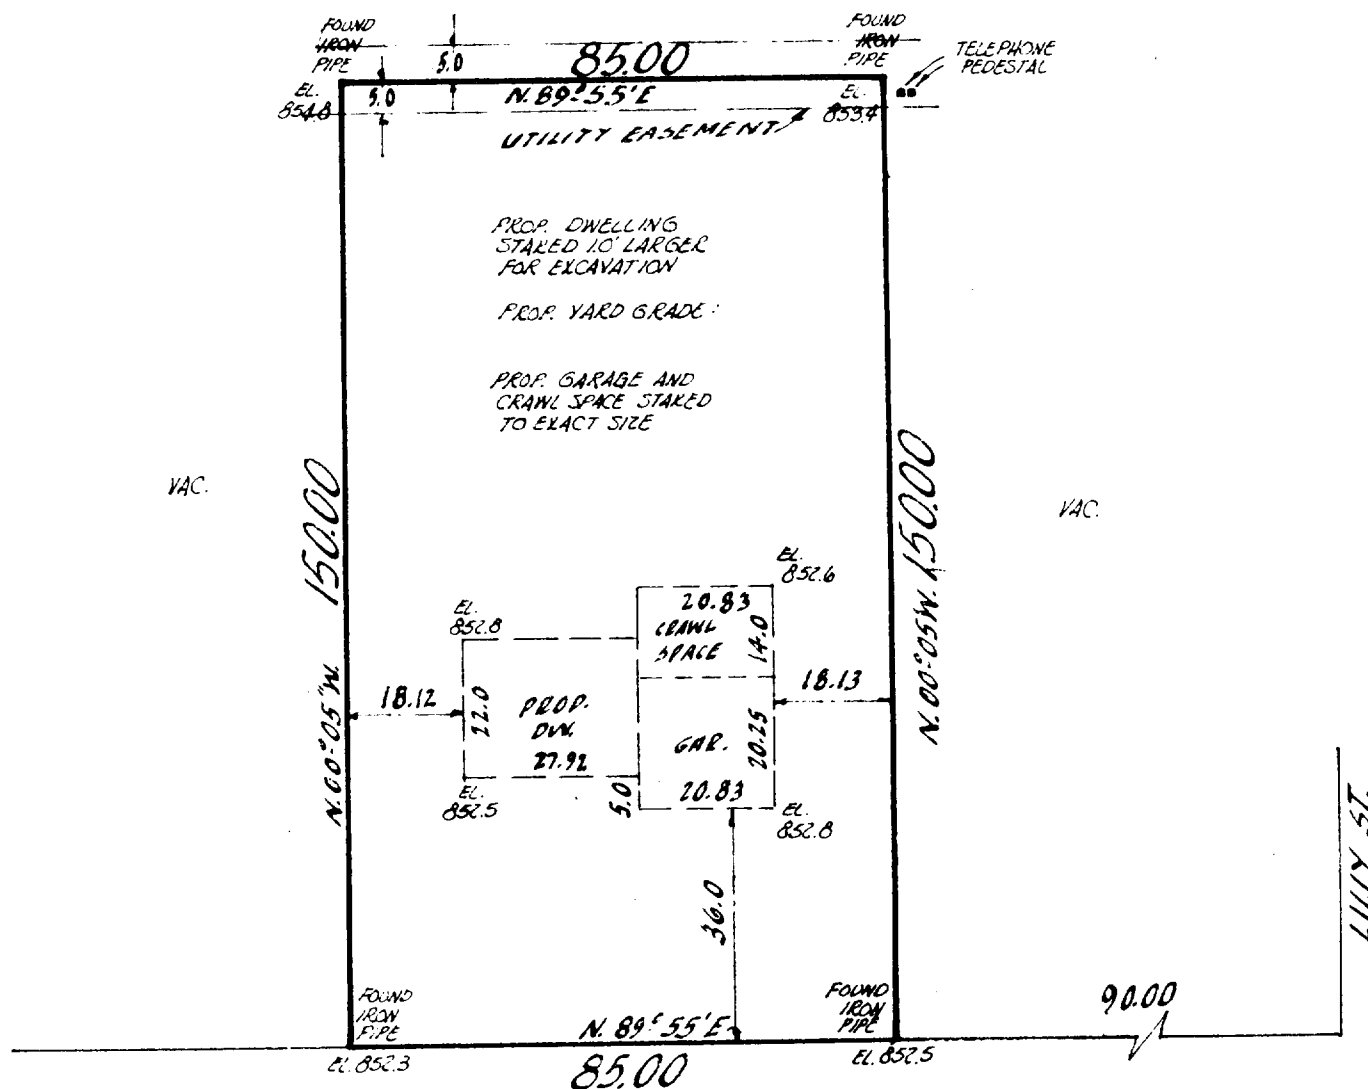 FOUND
IRON
PIPE
5.0
85.00
FOUND
IRON
PIPE
TELEPHONE
PEDESTAL
EL.
854.8
5.0
N. 89° 55' E
EL.
853.4
UTILITY EASEMENT
PROP. DWELLING
STAKED 1.0' LARGER
FOR EXCAVATION
PROP. YARD GRADE:
PROP. GARAGE AND
CRAWL SPACE STAKED
TO EXACT SIZE
VAC.
150.00
N. 00° 05' W.
150.00
N. 00° 05' W.
VAC.
EL.
852.6
20.83
CRAWL
SPACE
14.0
EL.
852.8
18.12
22.0
PROP.
DW.
27.92
GAR.
20.25
18.13
EL.
852.5
5.0
20.83
EL.
852.8
36.0
LILLY ST.
FOUND
IRON
PIPE
N. 89° 55' E
FOUND
IRON
PIPE
90.00
EL. 852.3
85.00
EL. 852.5